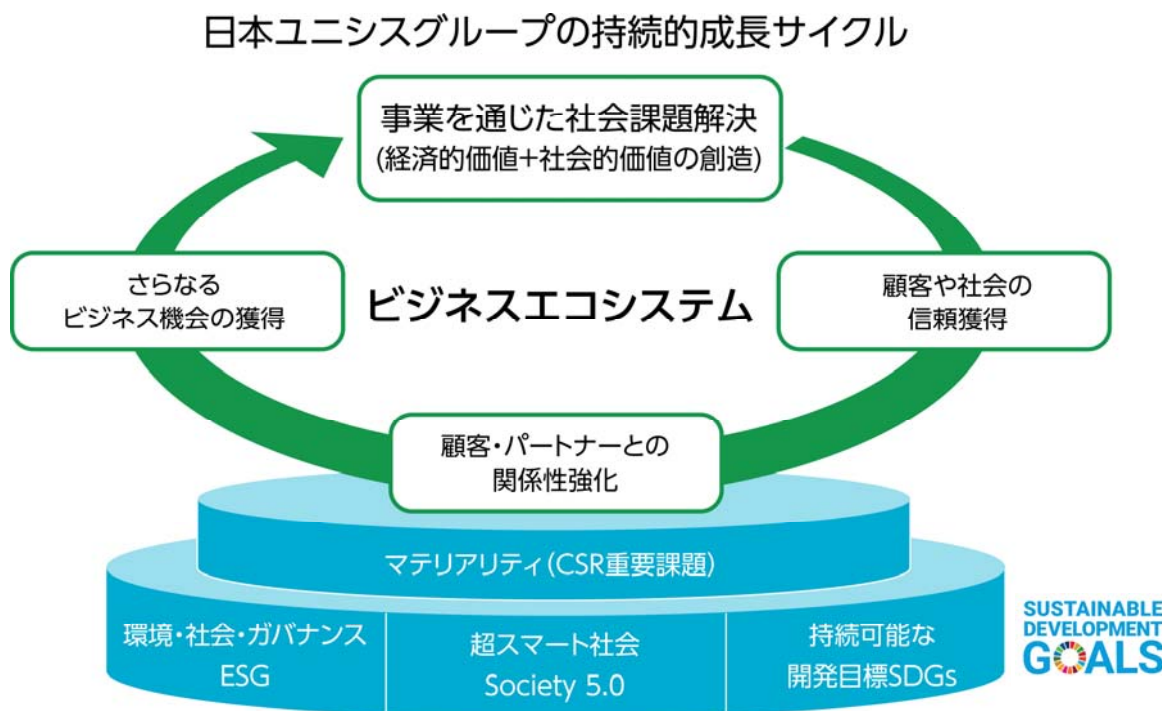 日本ユニシスグループの持続的成長サイクル
事業を通じた社会課題解決
(経済的価値+社会的価値の創造)
さらなる
ビジネス機会の獲得
ビジネスエコシステム
顧客や社会の
信頼獲得
顧客・パートナーとの
関係性強化
マテリアリティ(CSR重要課題)
環境・社会・ガバナンス
ESG
超スマート社会
Society 5.0
持続可能な
開発目標SDGs
SUSTAINABLE
DEVELOPMENT
GOALS